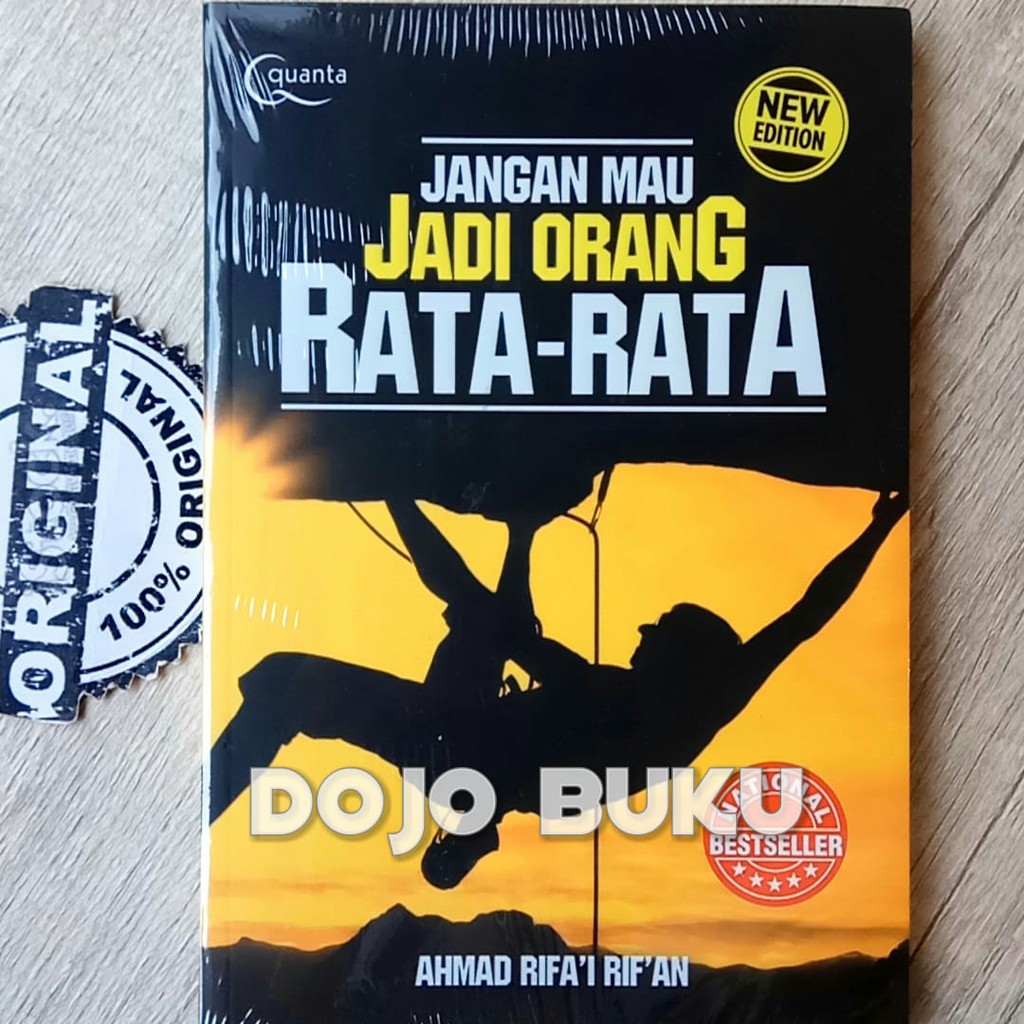 quanta
NEW
EDITION
JANGAN MAU
JADI ORANG
RATA-RATA
ORIGINAL
100% ORIGINAL
DOJO BUKU
NATIONAL
BESTSELLER
AHMAD RIFA'I RIF'AN